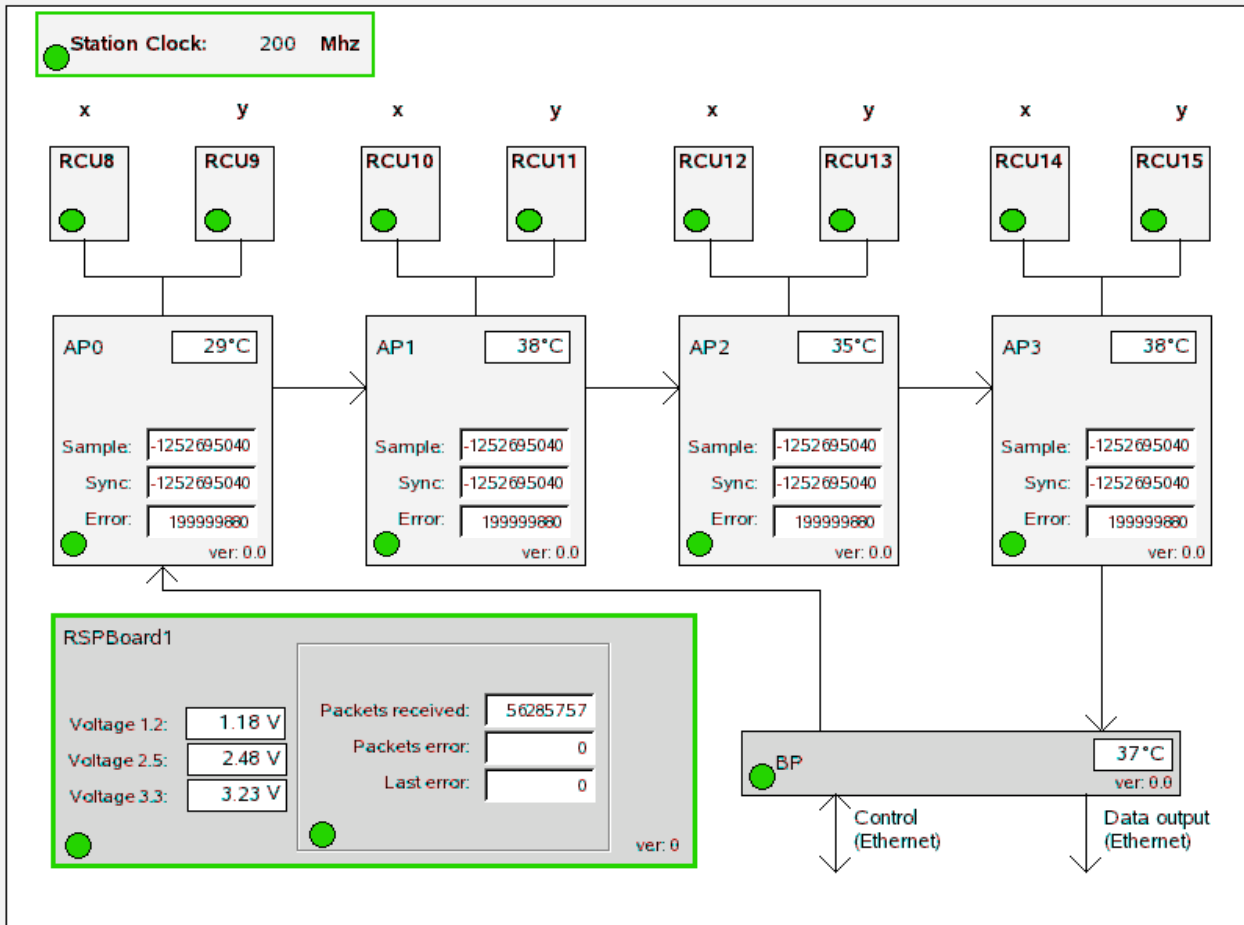 Station Clock: 200 Mhz
x y x y x y x y
RCU8 RCU9 RCU10 RCU11 RCU12 RCU13 RCU14 RCU15
AP0 29°C AP1 38°C AP2 35°C AP3 38°C
Sample: -1252695040 Sample: -1252695040 Sample: -1252695040 Sample: -1252695040
Sync: -1252695040 Sync: -1252695040 Sync: -1252695040 Sync: -1252695040
Error: 199999880 Error: 199999880 Error: 199999880 Error: 199999880
ver: 0.0 ver: 0.0 ver: 0.0 ver: 0.0
RSPBoard1
Voltage 1.2: 1.18 V
Voltage 2.5: 2.48 V
Voltage 3.3: 3.23 V
Packets received: 56285757
Packets error: 0
Last error: 0
ver: 0
BP 37°C
ver: 0.0
Control
(Ethernet)
Data output
(Ethernet)